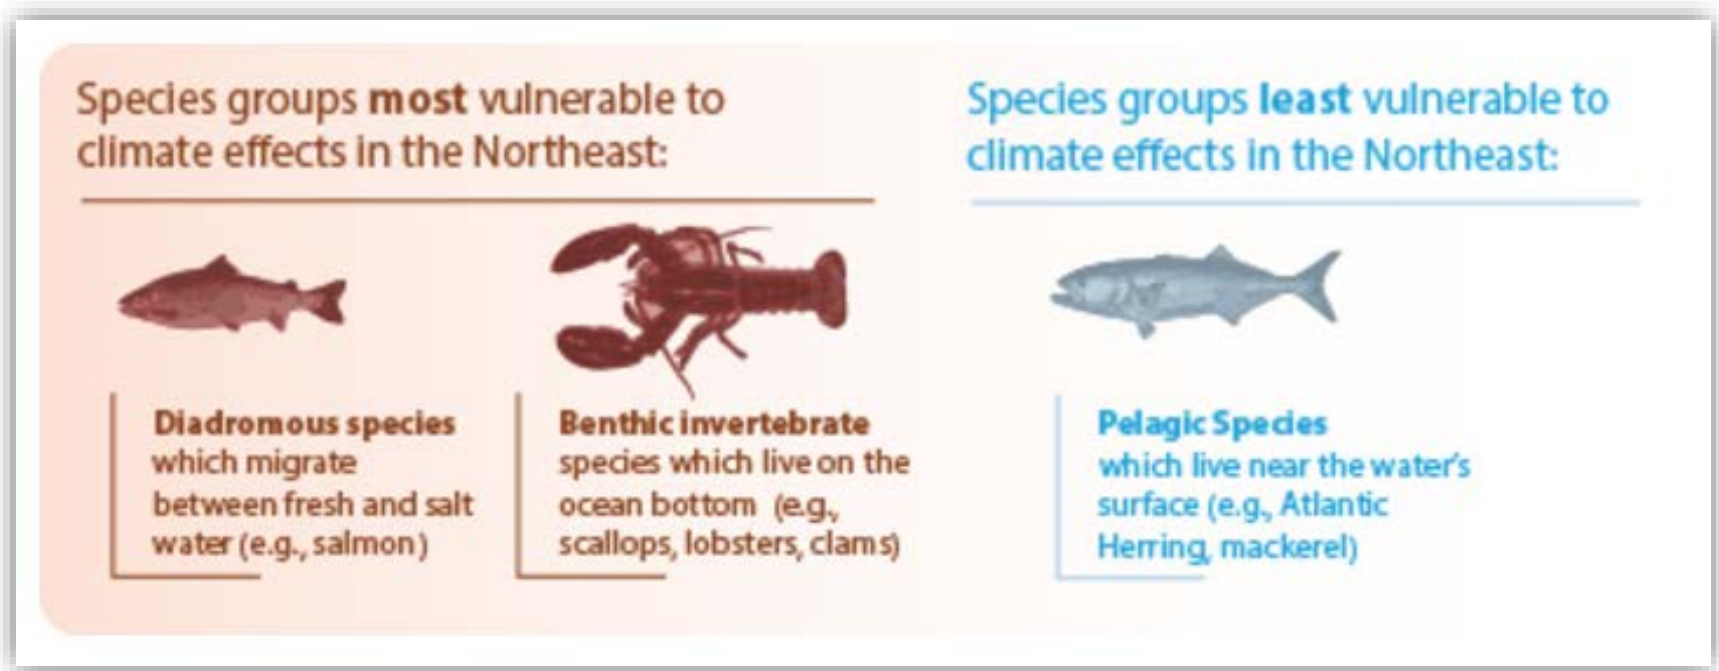 Species groups most vulnerable to
climate effects in the Northeast:
Diadromous species
which migrate
between fresh and salt
water (e.g., salmon)
Benthic invertebrate
species which live on the
ocean bottom (e.g.,
scallops, lobsters, clams)
Species groups least vulnerable to
climate effects in the Northeast:
Pelagic Species
which live near the water's
surface (e.g., Atlantic
Herring, mackerel)